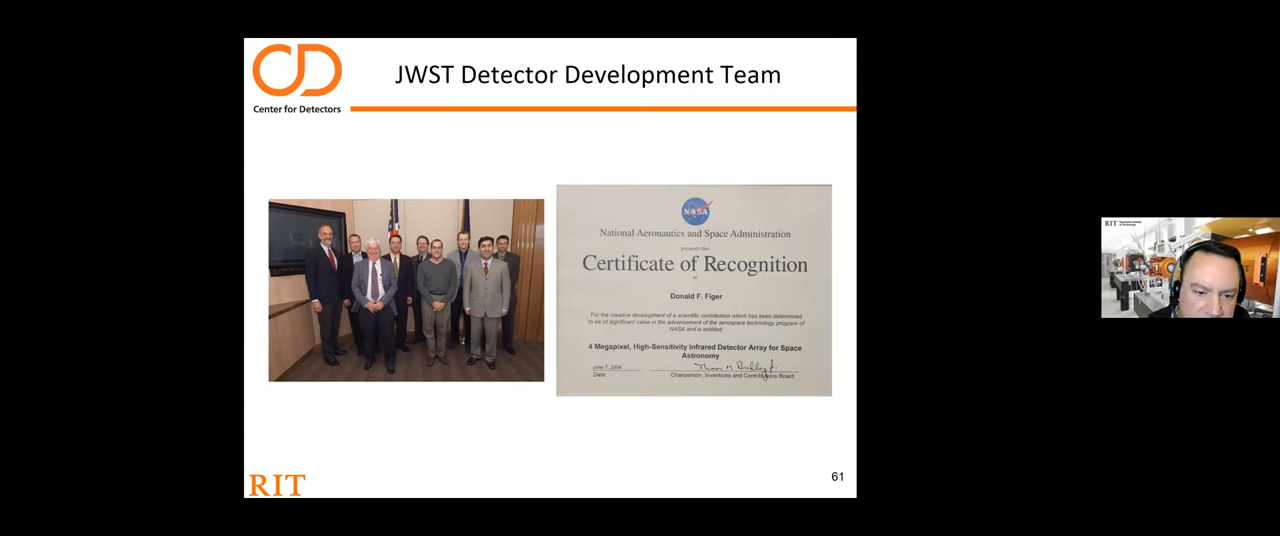 JWST Detector Development Team
Center for Detectors
NASA
National Aeronautics and Space Administration
presents this
Certificate of Recognition
to
Donald F. Figer
For the creative development of a scientific contribution which has been determined
to be of significant value in the advancement of the aerospace technology program of
NASA and is entitled:
4 Megapixel, High-Sensitivity Infrared Detector Array for Space
Astronomy
June 7, 2004
Date
Chairperson, Inventions and Contributions Board
RIT
61
RIT